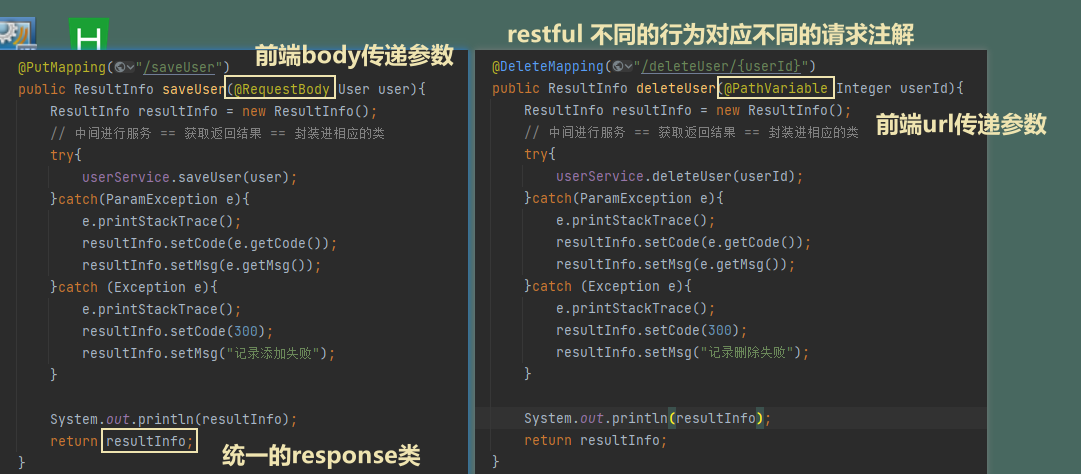 H
前端body传递参数
@PutMapping("/saveUser")
public ResultInfo saveUser(@RequestBody User user){
ResultInfo resultInfo = new ResultInfo();
// 中间进行服务 == 获取返回结果 == 封装进相应的类
try{
userService.saveUser(user);
}catch(ParamException e){
e.printStackTrace();
resultInfo.setCode(e.getCode());
resultInfo.setMsg(e.getMsg());
}catch (Exception e){
e.printStackTrace();
resultInfo.setCode(300);
resultInfo.setMsg("记录添加失败");
}
System.out.println(resultInfo);
return resultInfo;
}
统一的response类
restful 不同的行为对应不同的请求注解
@DeleteMapping("/deleteUser/{userId}")
public ResultInfo deleteUser(@PathVariable Integer userId){
ResultInfo resultInfo = new ResultInfo();
前端url传递参数
// 中间进行服务 == 获取返回结果 == 封装进相应的类
try{
userService.deleteUser(userId);
}catch(ParamException e){
e.printStackTrace();
resultInfo.setCode(e.getCode());
resultInfo.setMsg(e.getMsg());
}catch (Exception e){
e.printStackTrace();
resultInfo.setCode(300);
resultInfo.setMsg("记录删除失败");
}
System.out.println(resultInfo);
return resultInfo;
}